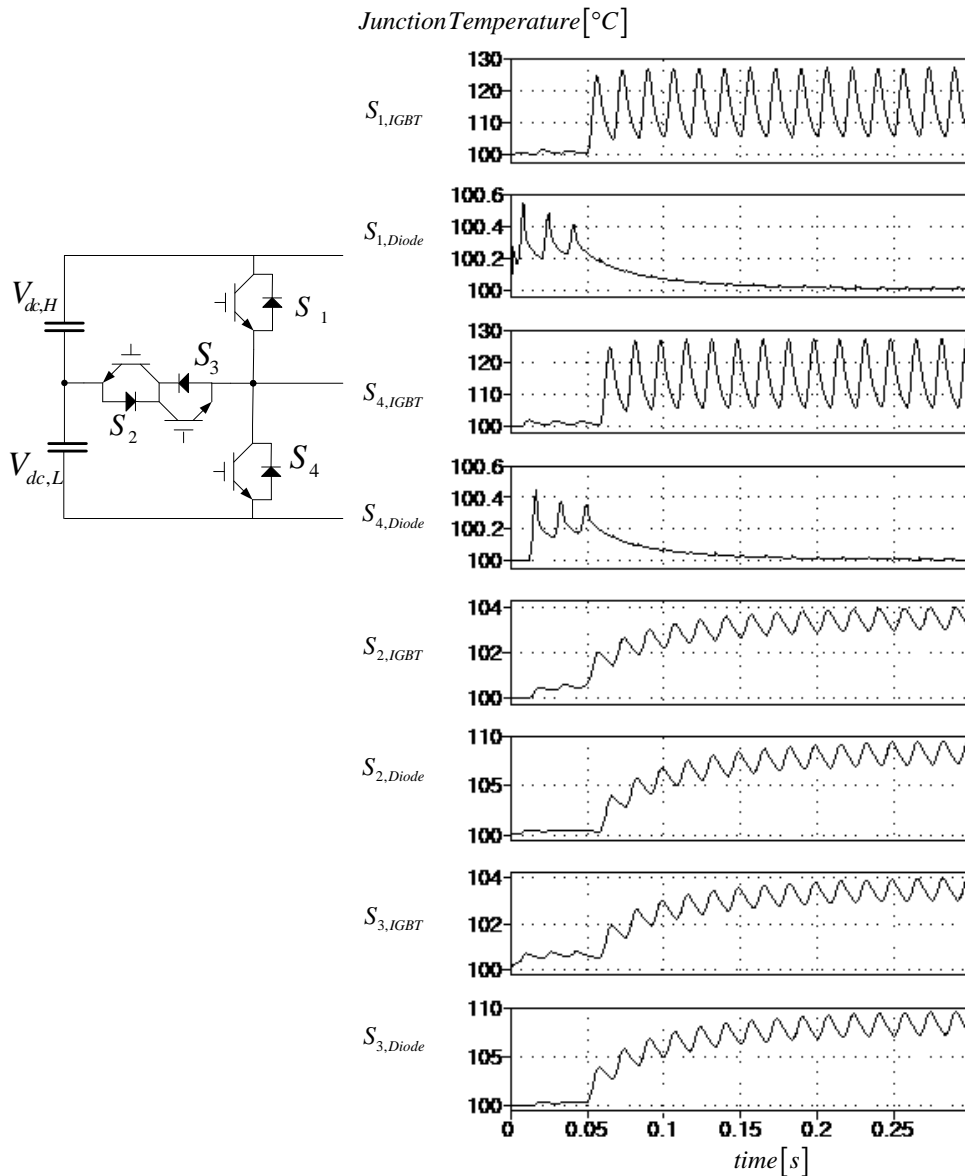 JunctionTemperature[°C]
S1,IGBT
130
120
110
100
S1,Diode
100.6
100.4
100.2
100
S4,IGBT
130
120
110
100
S4,Diode
100.6
100.4
100.2
100
S2,IGBT
104
102
100
S2,Diode
110
105
100
S3,IGBT
104
102
100
S3,Diode
110
105
100
0 0.05 0.1 0.15 0.2 0.25
time[s]
Vdc,H
S1
S3
S2
Vdc,L
S4